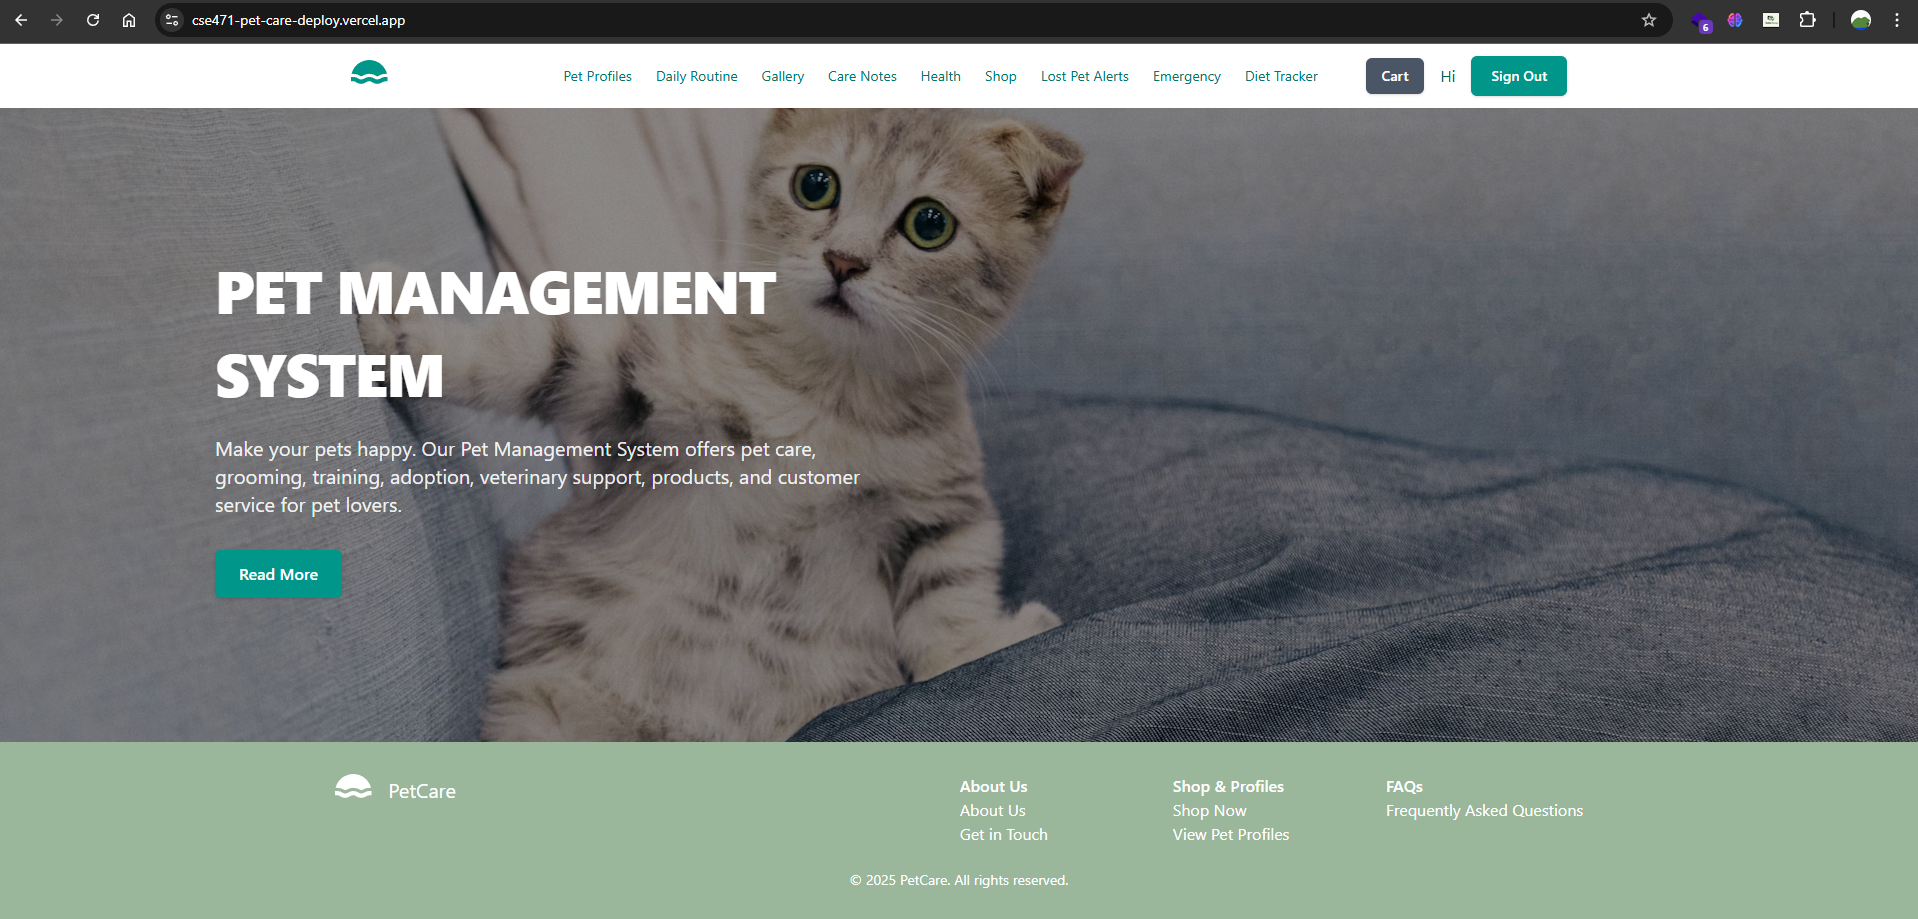 cse471-pet-care-deploy.vercel.app
6
Pet Profiles Daily Routine Gallery Care Notes Health Shop Lost Pet Alerts Emergency Diet Tracker Cart Hi Sign Out
PET MANAGEMENT
SYSTEM
Make your pets happy. Our Pet Management System offers pet care,
grooming, training, adoption, veterinary support, products, and customer
service for pet lovers.
Read More
PetCare
About Us
About Us
Get in Touch
Shop & Profiles
Shop Now
View Pet Profiles
FAQs
Frequently Asked Questions
© 2025 PetCare. All rights reserved.